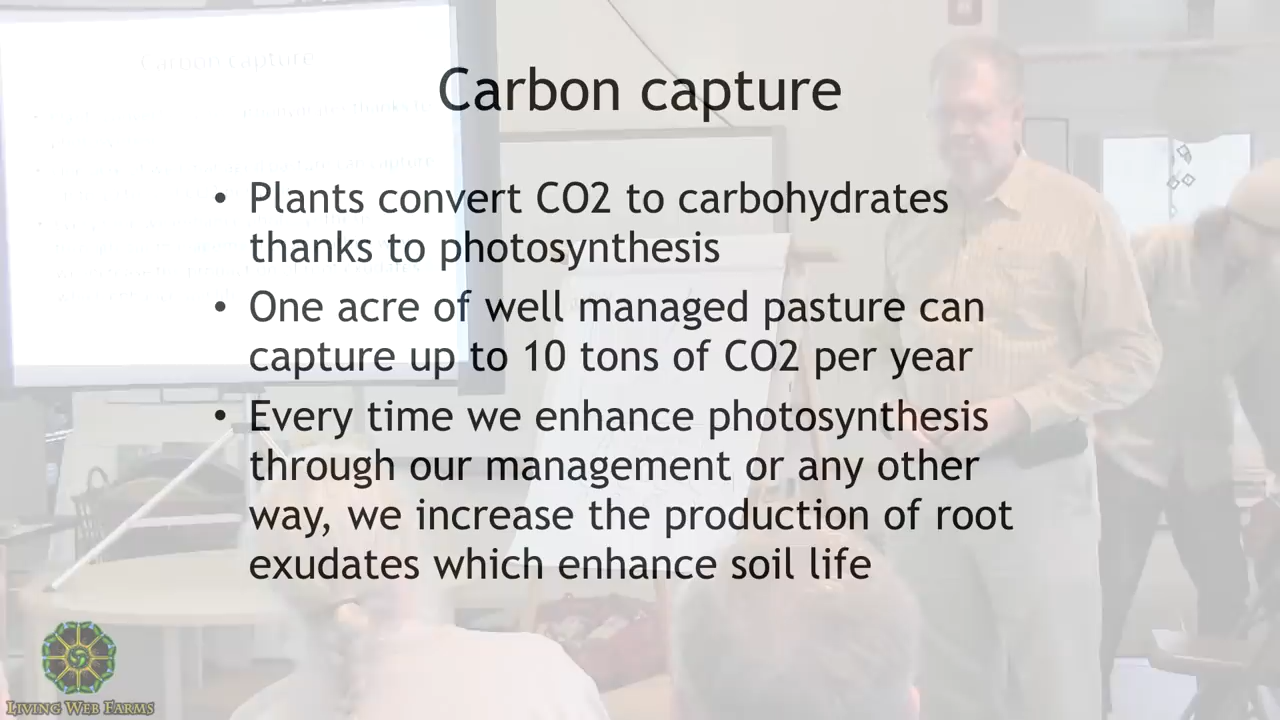 Carbon capture
• Plants convert CO2 to carbohydrates
thanks to photosynthesis
• One acre of well managed pasture can
capture up to 10 tons of CO2 per year
• Every time we enhance photosynthesis
through our management or any other
way, we increase the production of root
exudates which enhance soil life
Carbon capture
LIVING WEB FARMS